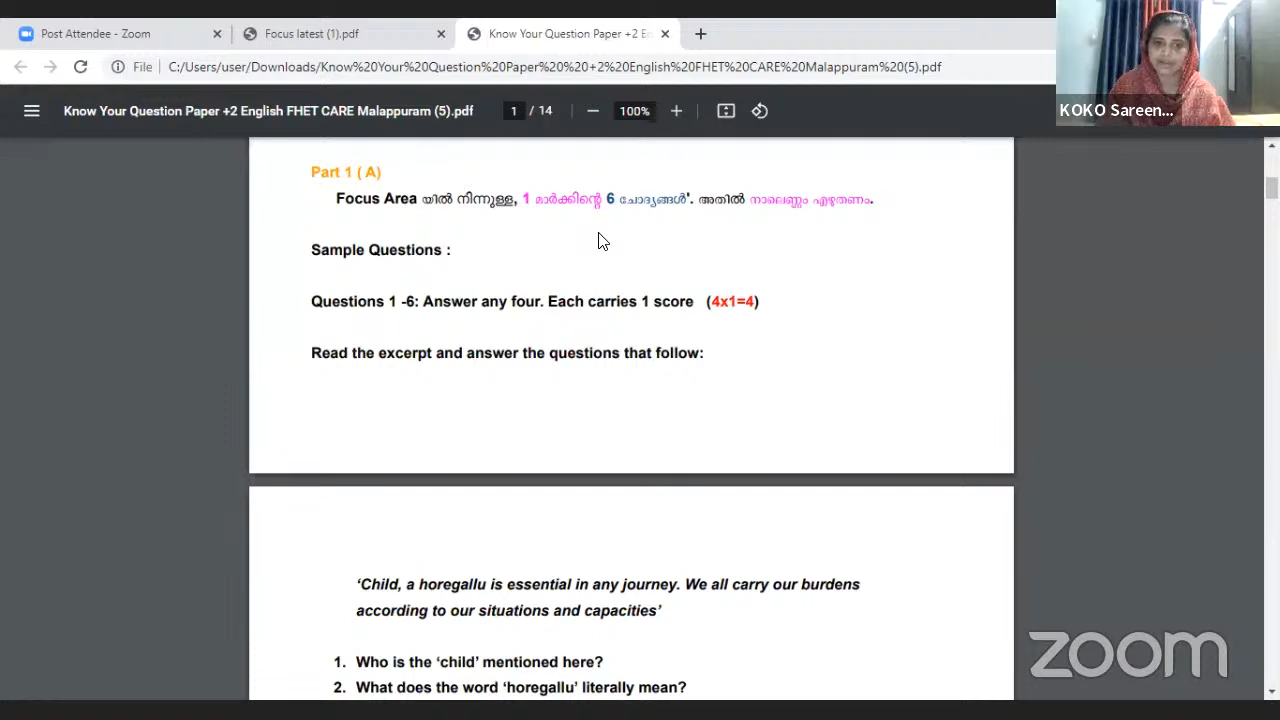 Post Attendee - Zoom
Focus latest (1).pdf
Know Your Question Paper +2 En
File
C:/Users/user/Downloads/Know%20Your%20Question%20Paper%20%20+2%20English%20FHET%20CARE%20Malappuram%20(5).pdf
Know Your Question Paper +2 English FHET CARE Malappuram (5).pdf
1 / 14
100%
KOKO Sareen...
Part 1 ( A)
Focus Area യിൽ നിന്നുള്ള, 1 മാർക്കിന്റെ 6 ചോദ്യങ്ങൾ'. അതിൽ നാലെണ്ണം എഴുതണം.
Sample Questions :
Questions 1 -6: Answer any four. Each carries 1 score (4x1=4)
Read the excerpt and answer the questions that follow:
‘Child, a horegallu is essential in any journey. We all carry our burdens
according to our situations and capacities’
1. Who is the ‘child’ mentioned here?
2. What does the word ‘horegallu’ literally mean?
zoom